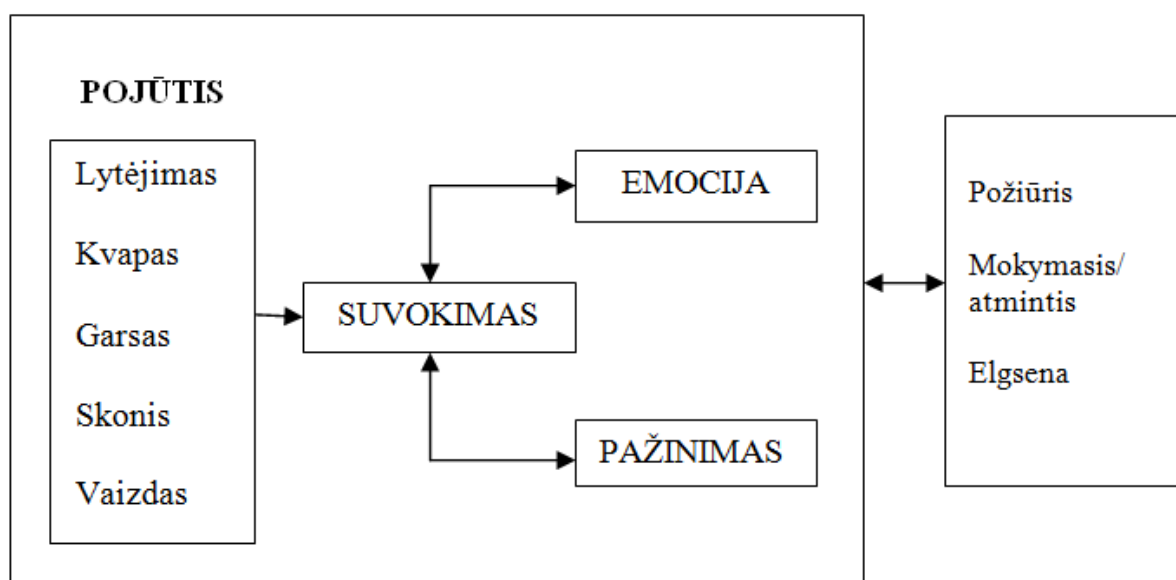 POJŪTIS
Lytėjimas
Kvapas
Garsas
Skonis
Vaizdas
EMOCIJA
SUVOKIMAS
PAŽINIMAS
Požiūris
Mokymasis/
atmintis
Elgsena